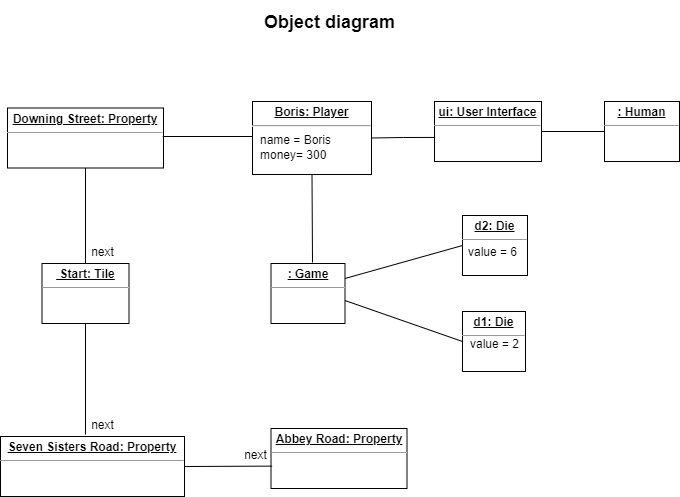 Object diagram
Downing Street: Property
Boris: Player
name = Boris
money= 300
ui: User Interface
: Human
next
Start: Tile
: Game
d2: Die
value = 6
d1: Die
value = 2
next
Seven Sisters Road: Property
next
Abbey Road: Property